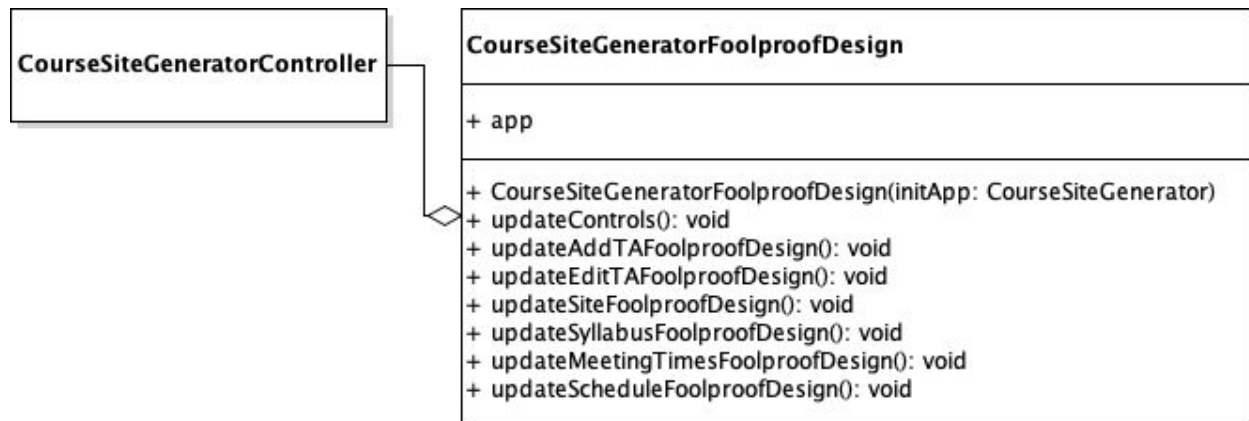 CourseSiteGeneratorController
CourseSiteGeneratorFoolproofDesign
+ app
+ CourseSiteGeneratorFoolproofDesign(initApp: CourseSiteGenerator)
+ updateControls(): void
+ updateAddTAFoolproofDesign(): void
+ updateEditTAFoolproofDesign(): void
+ updateSiteFoolproofDesign(): void
+ updateSyllabusFoolproofDesign(): void
+ updateMeetingTimesFoolproofDesign(): void
+ updateScheduleFoolproofDesign(): void